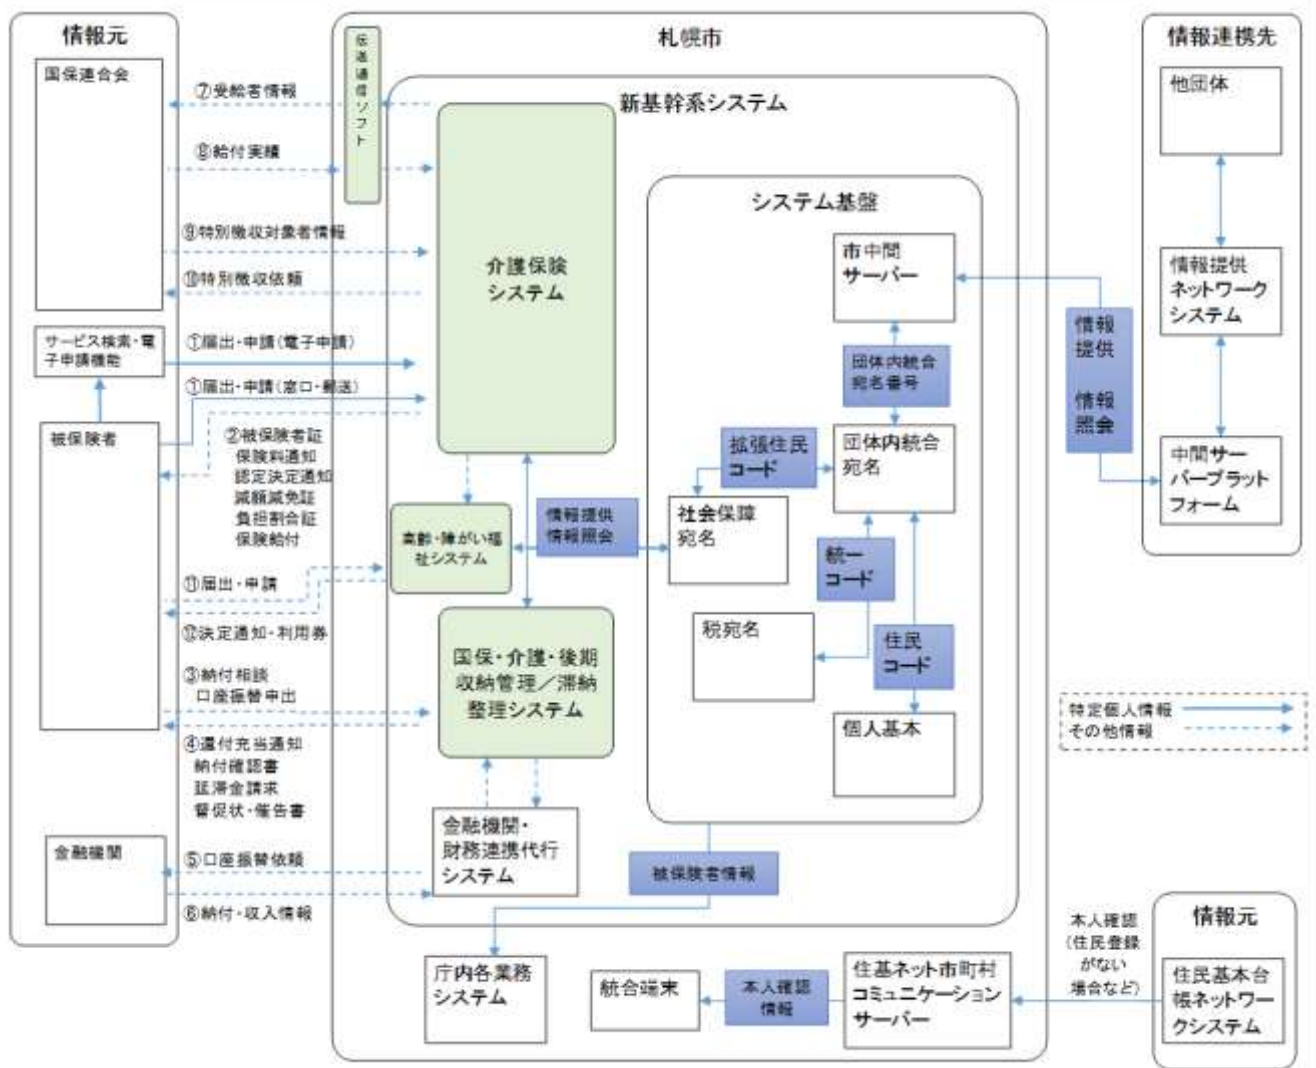 情報元
国保連合会
⑦受給者情報
⑧給付実績
⑨特別徴収対象者情報
⑩特別徴収依頼
サービス検索・電
子申請機能
①届出・申請(電子申請)
①届出・申請(窓口・郵送)
被保険者
②被保険者証
保険料通知
認定決定通知
減額減免証
負担割合証
保険給付
⑪届出・申請
⑫決定通知・利用券
③納付相談
口座振替申出
④還付充当通知
納付確認書
延滞金請求
督促状・催告書
金融機関
⑤口座振替依頼
⑥納付・収入情報
札幌市
伝送通信ソフト
新基幹系システム
介護保険
システム
高齢・障がい福
祉システム
情報提供
情報照会
国保・介護・後期
収納管理／滞納
整理システム
金融機関・
財務連携代行
システム
システム基盤
市中間
サーバー
団体内統合
宛名番号
拡張住民
コード
団体内統合
宛名
社会保障
宛名
統一
コード
税宛名
住民
コード
個人基本
被保険者情報
庁内各業務
システム
統合端末
本人確認
情報
住基ネット市町村
コミュニケーション
サーバー
情報連携先
他団体
情報提供
ネットワーク
システム
情報
提供
情報
照会
中間サー
バープラット
フォーム
特定個人情報
その他情報
本人確認
(住民登録
がない
場合など)
情報元
住民基本台
帳ネットワー
クシステム